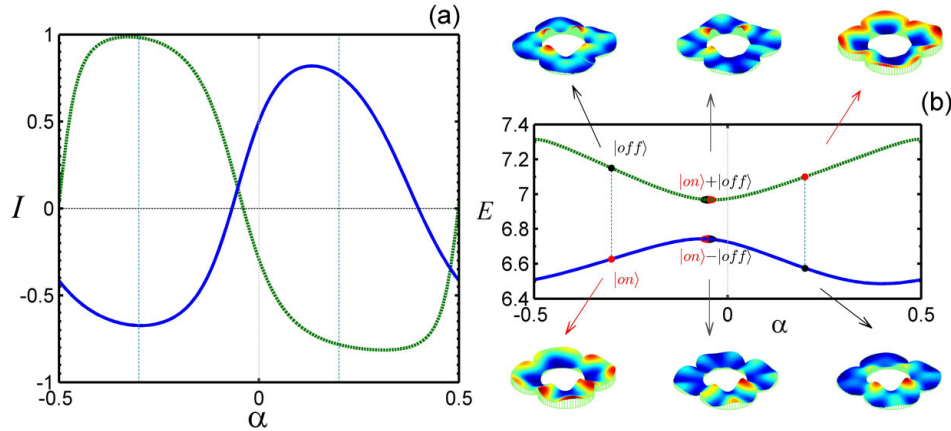 (a)
1
0.5
0
-0.5
-1
I
-0.5
0
0.5
α
(b)
7.4
7.2
7
6.8
6.6
6.4
E
|off⟩
|on⟩+|off⟩
|on⟩−|off⟩
|on⟩
-0.5
0
0.5
α